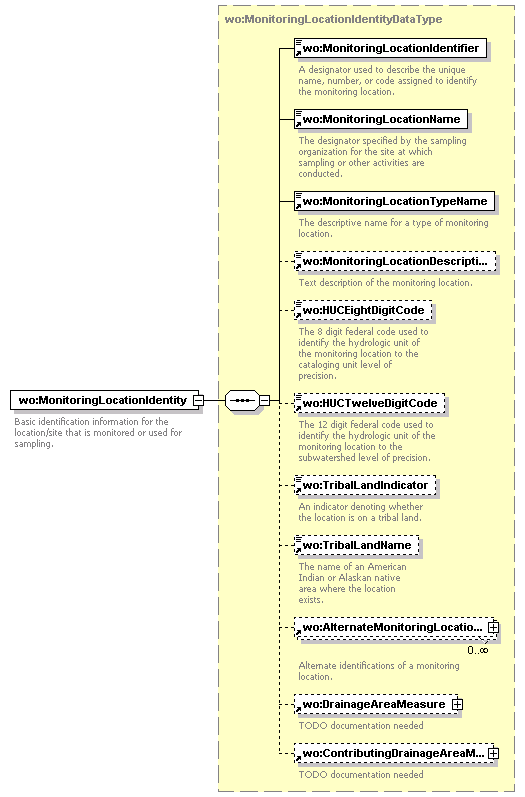 wo:MonitoringLocationIdentityDataType
wo:MonitoringLocationIdentifier
A designator used to describe the unique
name, number, or code assigned to identify
the monitoring location.
wo:MonitoringLocationName
The designator specified by the sampling
organization for the site at which
sampling or other activities are
conducted.
wo:MonitoringLocationTypeName
The descriptive name for a type of monitoring
location.
wo:MonitoringLocationDescripti...
Text description of the monitoring location.
wo:HUCEightDigitCode
The 8 digit federal code used to
identify the hydrologic unit of
the monitoring location to the
cataloging unit level of
precision.
wo:MonitoringLocationIdentity
Basic identification information for the
location/site that is monitored or used for
sampling.
wo:HUCTwelveDigitCode
The 12 digit federal code used to
identify the hydrologic unit of the
monitoring location to the
subwatershed level of precision.
wo:TribalLandIndicator
An indicator denoting whether
the location is on a tribal land.
wo:TribalLandName
The name of an American
Indian or Alaskan native
area where the location
exists.
wo:AlternateMonitoringLocatio...
0..∞
Alternate identifications of a monitoring
location.
wo:DrainageAreaMeasure
TODO documentation needed
wo:ContributingDrainageAreaM...
TODO documentation needed